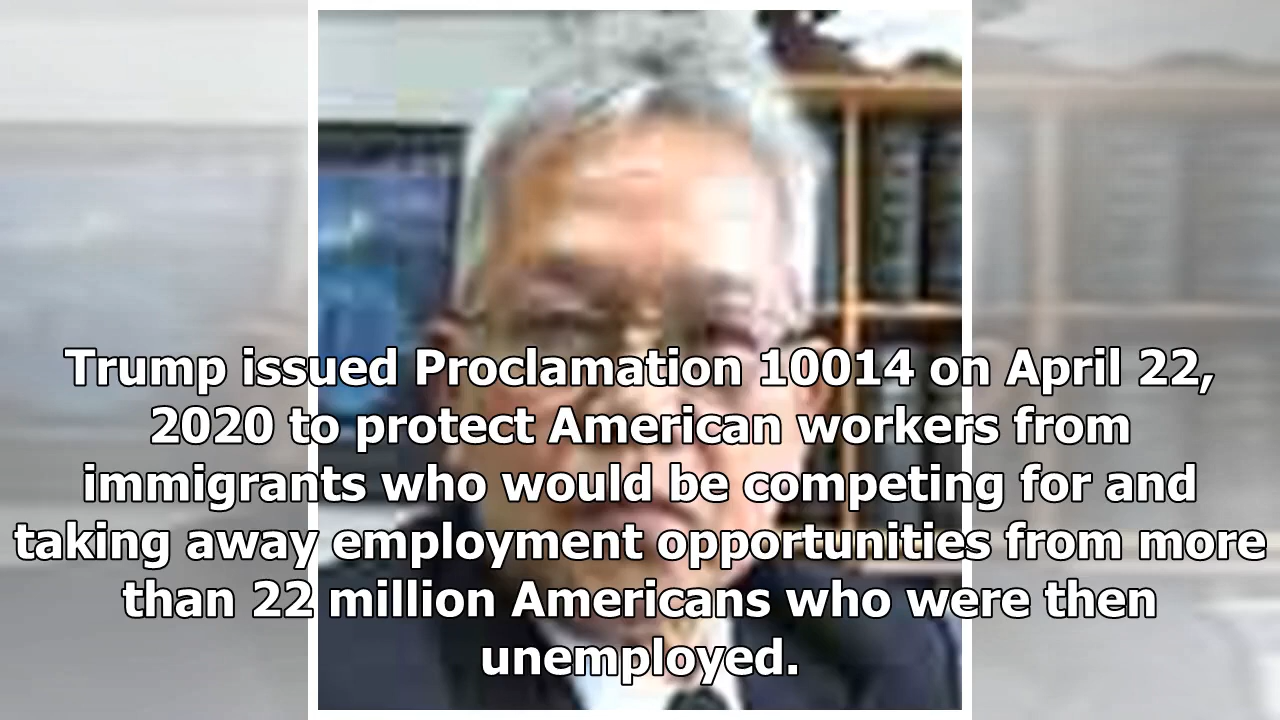 Trump issued Proclamation 10014 on April 22,
2020 to protect American workers from
immigrants who would be competing for and
taking away employment opportunities from more
than 22 million Americans who were then
unemployed.